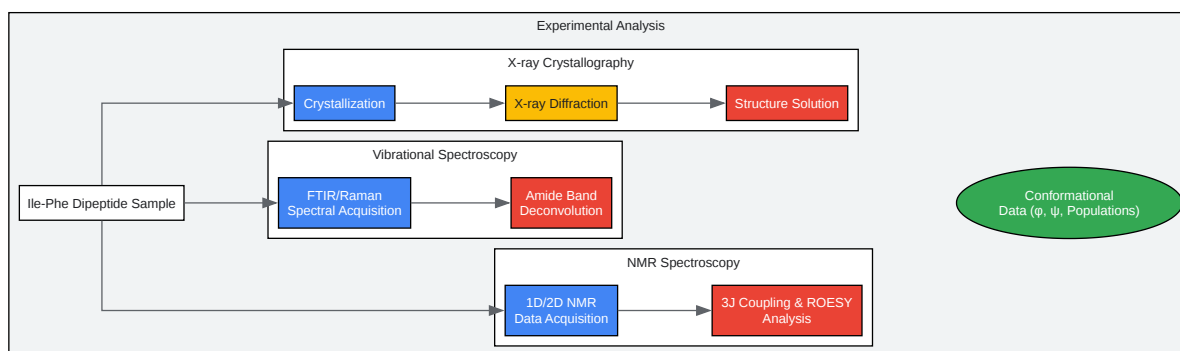 Experimental Analysis
X-ray Crystallography
Crystallization
X-ray Diffraction
Structure Solution
Vibrational Spectroscopy
Ile-Phe Dipeptide Sample
FTIR/Raman
Spectral Acquisition
Amide Band
Deconvolution
Conformational
Data (φ, ψ, Populations)
NMR Spectroscopy
1D/2D NMR
Data Acquisition
3J Coupling & ROESY
Analysis